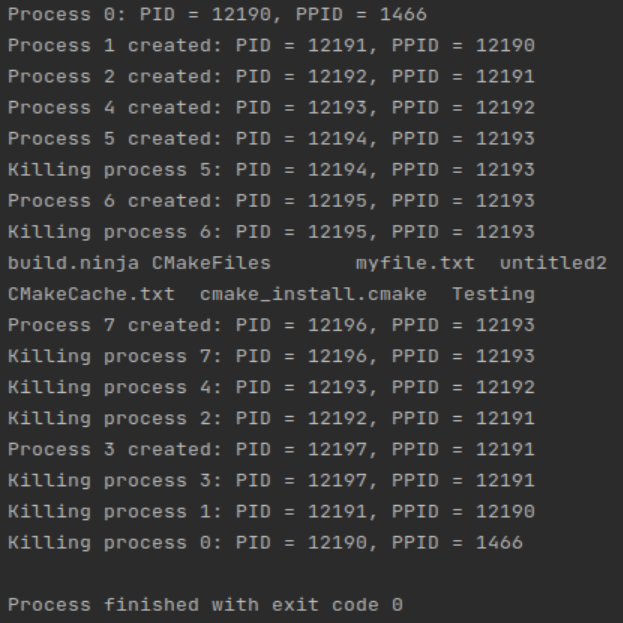 Process 0: PID = 12190, PPID = 1466
Process 1 created: PID = 12191, PPID = 12190
Process 2 created: PID = 12192, PPID = 12191
Process 4 created: PID = 12193, PPID = 12192
Process 5 created: PID = 12194, PPID = 12193
Killing process 5: PID = 12194, PPID = 12193
Process 6 created: PID = 12195, PPID = 12193
Killing process 6: PID = 12195, PPID = 12193
build.ninja CMakeFiles       myfile.txt  untitled2
CMakeCache.txt  cmake_install.cmake  Testing
Process 7 created: PID = 12196, PPID = 12193
Killing process 7: PID = 12196, PPID = 12193
Killing process 4: PID = 12193, PPID = 12192
Killing process 2: PID = 12192, PPID = 12191
Process 3 created: PID = 12197, PPID = 12191
Killing process 3: PID = 12197, PPID = 12191
Killing process 1: PID = 12191, PPID = 12190
Killing process 0: PID = 12190, PPID = 1466
Process finished with exit code 0